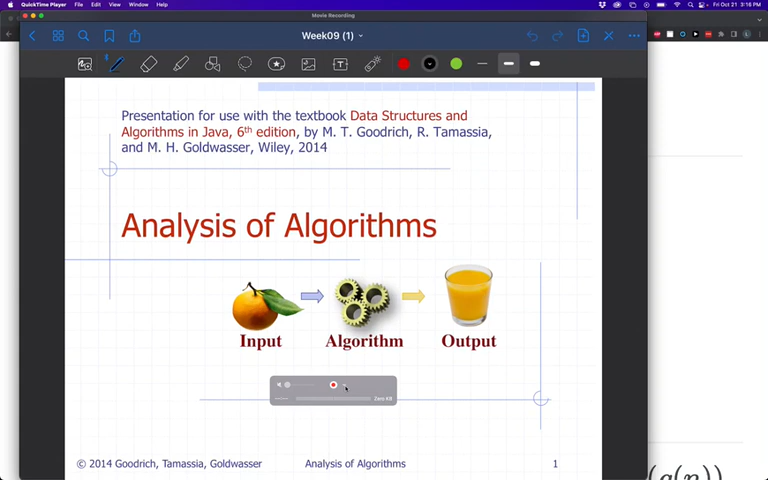 QuickTime Player File Edit View Window Help Fri Oct 21 3:16 PM
Movie Recording
Week09 (1)
Presentation for use with the textbook Data Structures and
Algorithms in Java, 6th edition, by M. T. Goodrich, R. Tamassia,
and M. H. Goldwasser, Wiley, 2014
Analysis of Algorithms
Input Algorithm Output
Zero KB
© 2014 Goodrich, Tamassia, Goldwasser Analysis of Algorithms 1
(g(n))